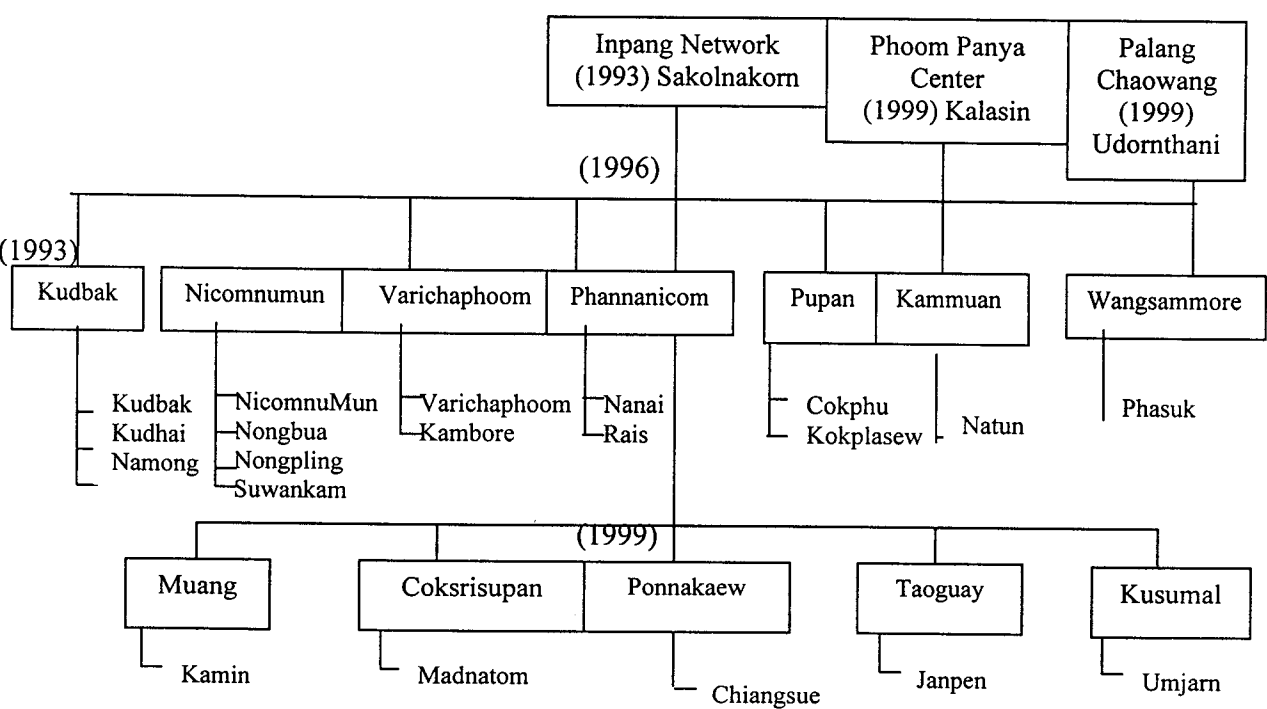 Inpang Network
(1993) Sakolnakorn
Phoom Panya
Center
(1999) Kalasin
Palang
Chaowang
(1999)
Udornthani
(1996)
(1993)
Kudbak
Nicomnumun
Varichaphoom
Phannanicom
Pupan
Kammuan
Wangsammore
Kudbak
Kudhai
Namong
NicomnuMun
Nongbua
Nongpling
Suwankam
Varichaphoom
Kambore
Nanai
Rais
Cokphu
Kokplasew
Natun
Phasuk
(1999)
Muang
Coksrisupan
Ponnakaew
Taoguay
Kusumal
Kamin
Madnatom
Chiangsue
Janpen
Umjarn